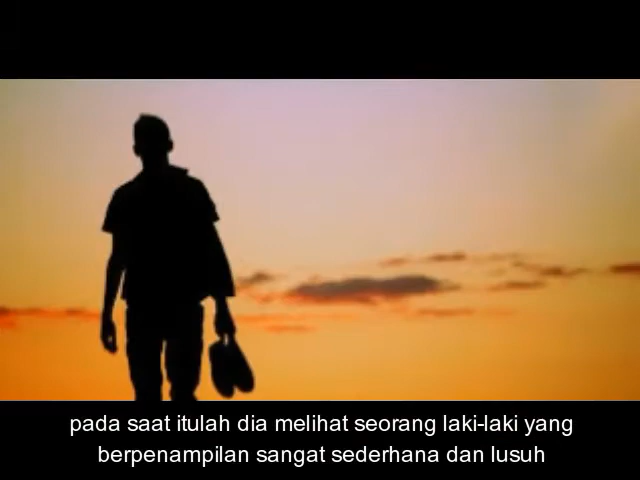 pada saat itulah dia melihat seorang laki-laki yang
berpenampilan sangat sederhana dan lusuh